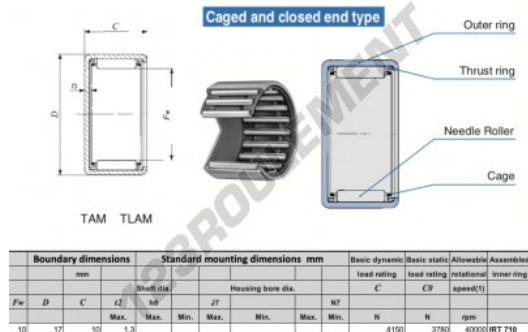 Caged and closed end type
C
Outer ring
Thrust ring
t2
D
Fw
Needle Roller
Cage
TAM TLAM
123ROULEMENT
Boundary dimensions Standard mounting dimensions mm Basic dynamic Basic static Allowable Assembled
mm load rating load rating rotational inner ring
Shaft dia. Housing bore dia. C C0 speed(1)
Fw D C t2 h6 J7 N7
Max. Max. Min. Max. Min. Max. Min. N N rpm
10 17 10 1.3 4150 3780 40000 IRT 710